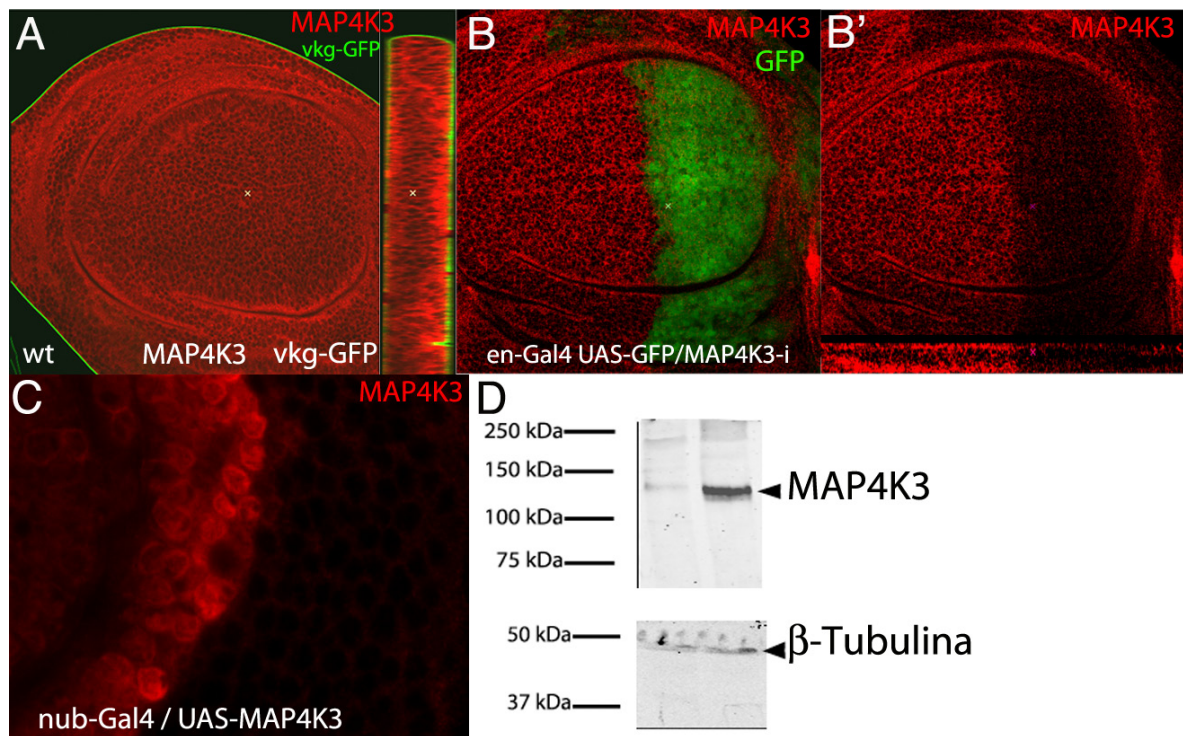 A
MAP4K3
vkg-GFP
wt
MAP4K3
vkg-GFP
B
MAP4K3
GFP
en-Gal4 UAS-GFP/MAP4K3-i
B'
MAP4K3
C
MAP4K3
nub-Gal4 / UAS-MAP4K3
D
250 kDa
150 kDa
100 kDa
75 kDa
MAP4K3
50 kDa
37 kDa
β-Tubulina